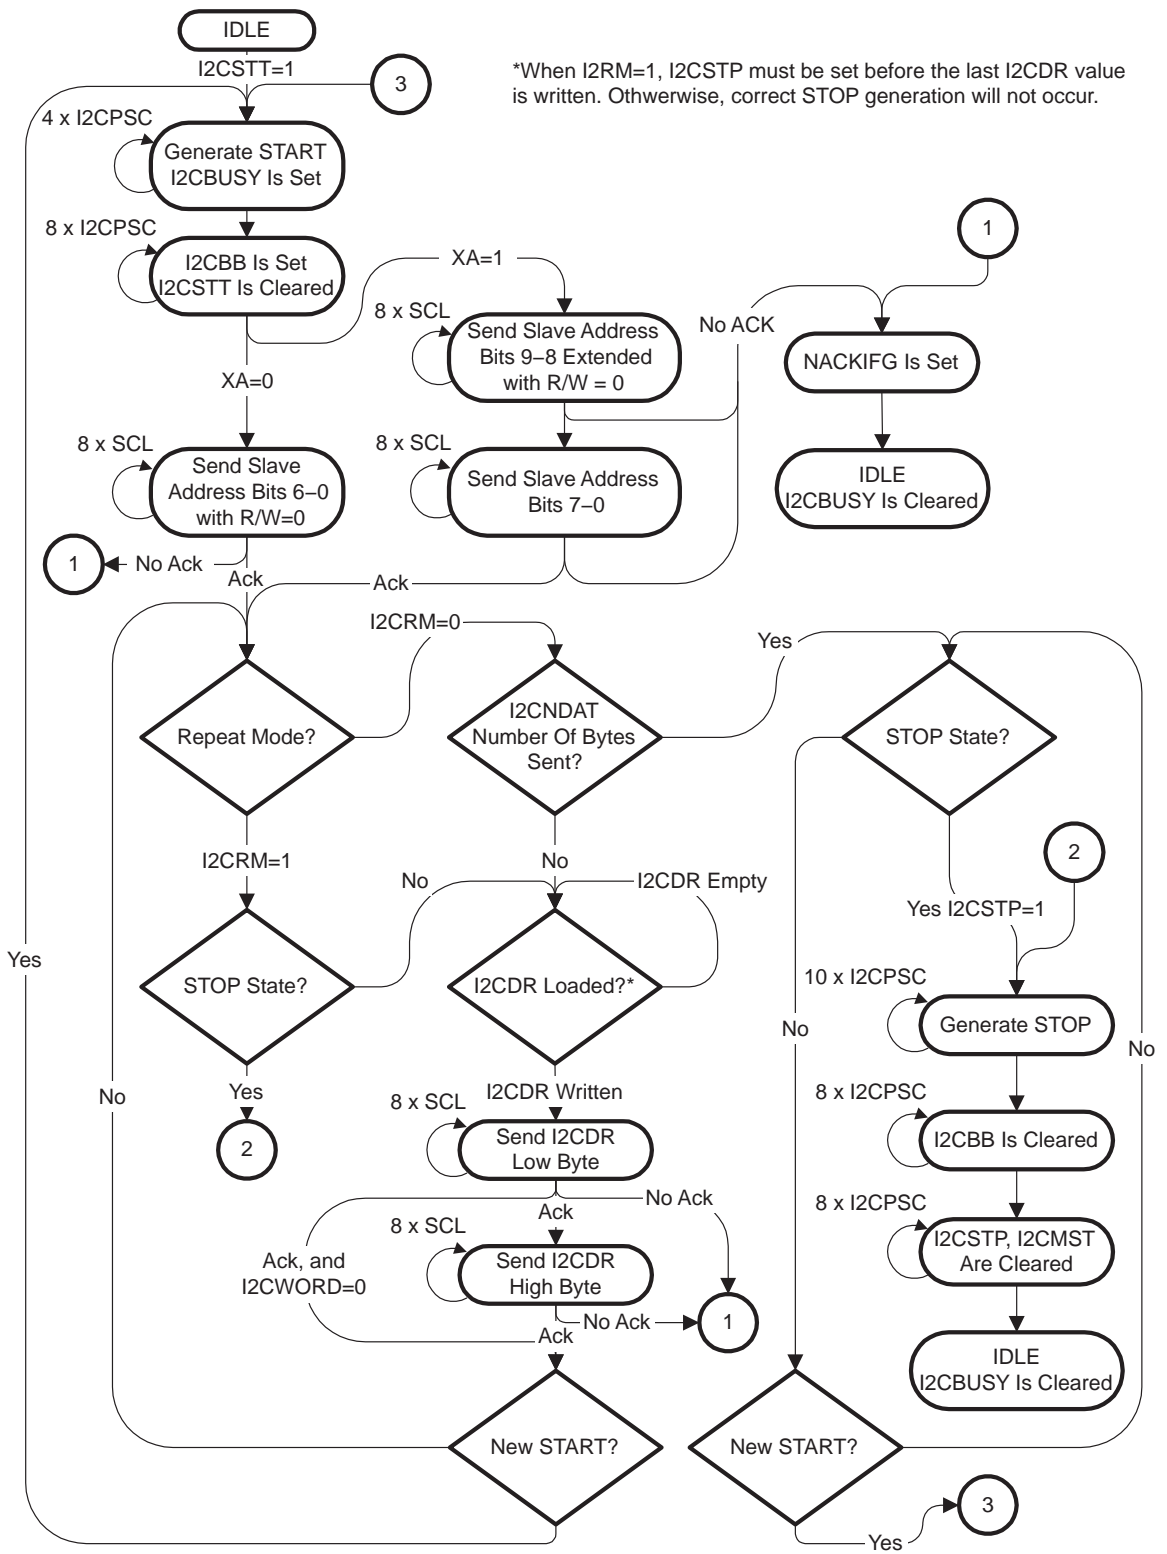 IDLE
I2CSTT=1
3
*When I2RM=1, I2CSTP must be set before the last I2CDR value
is written. Othwerwise, correct STOP generation will not occur.
4 x I2CPSC
Generate START
I2CBUSY Is Set
8 x I2CPSC
I2CBB Is Set
I2CSTT Is Cleared
XA=1
1
8 x SCL
Send Slave Address
Bits 9–8 Extended
with R/W = 0
No ACK
NACKIFG Is Set
XA=0
8 x SCL
Send Slave
Address Bits 6–0
with R/W=0
8 x SCL
Send Slave Address
Bits 7–0
IDLE
I2CBUSY Is Cleared
1
No Ack
Ack
Ack
I2CRM=0
Yes
Repeat Mode?
I2CNDAT
Number Of Bytes
Sent?
STOP State?
I2CRM=1
No
No
I2CDR Empty
2
Yes I2CSTP=1
Yes
STOP State?
I2CDR Loaded?*
10 x I2CPSC
Generate STOP
No
No
No
Yes
2
I2CDR Written
8 x SCL
Send I2CDR
Low Byte
8 x I2CPSC
I2CBB Is Cleared
No Ack
Ack
8 x SCL
Send I2CDR
High Byte
Ack, and
I2CWORD=0
8 x I2CPSC
I2CSTP, I2CMST
Are Cleared
No Ack
1
Ack
IDLE
I2CBUSY Is Cleared
New START?
New START?
3
Yes